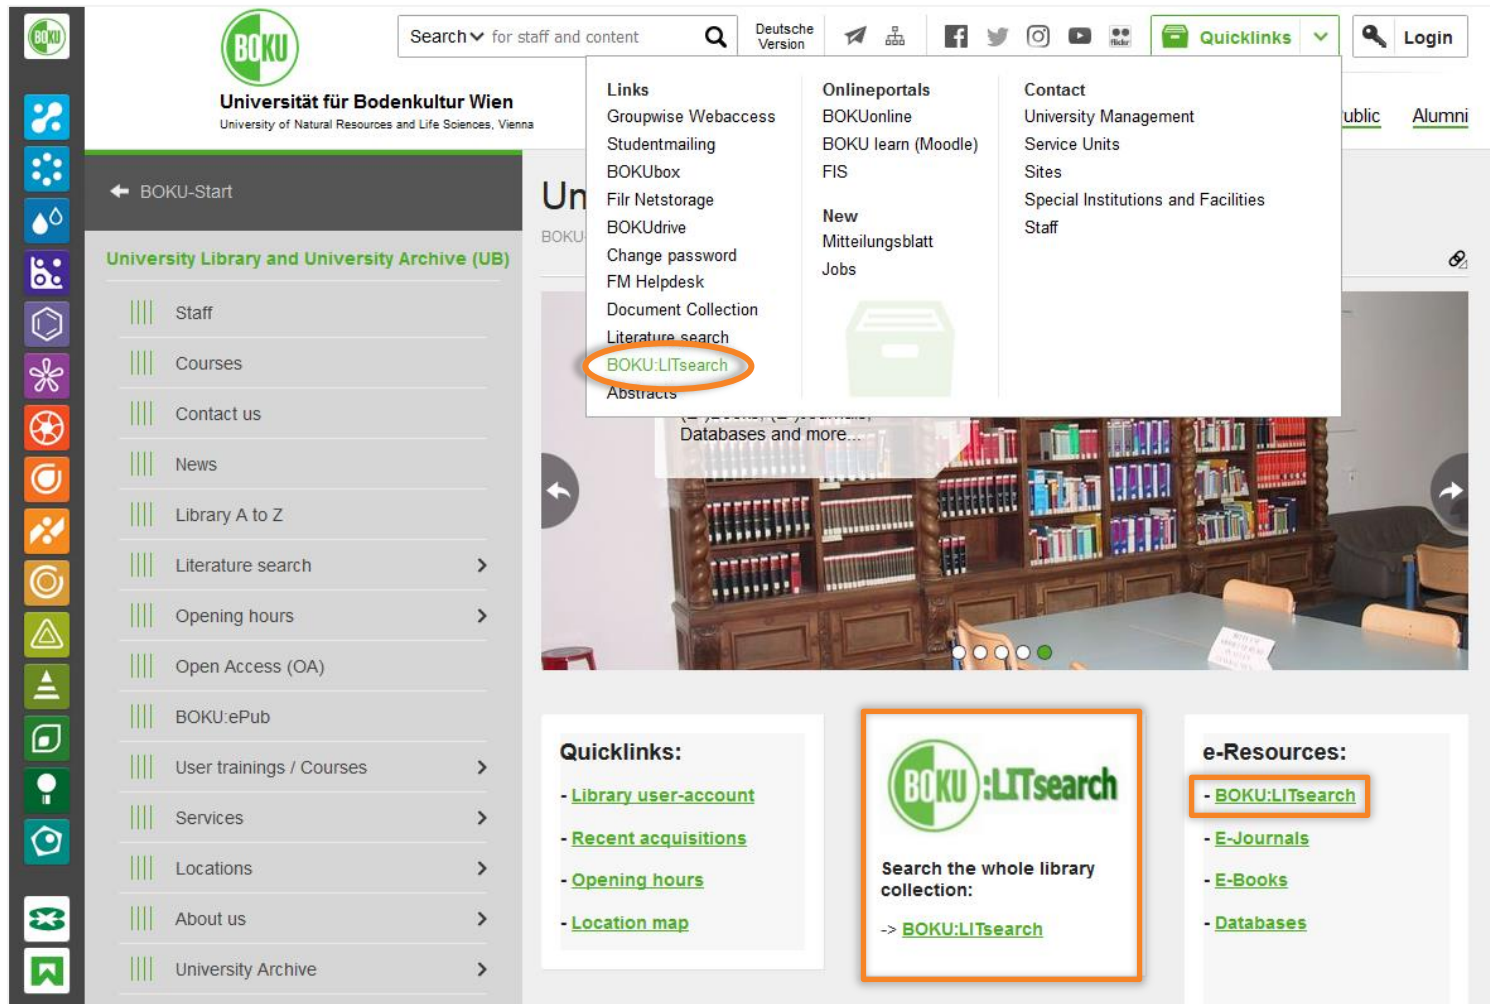 BOKU
BOKU
Search for staff and content
Deutsche
Version
flickr
Quicklinks
Login
Universität für Bodenkultur Wien
University of Natural Resources and Life Sciences, Vienna
Alumni
Links
Groupwise Webaccess
Studentmailing
BOKUbox
Filr Netstorage
BOKUdrive
Change password
FM Helpdesk
Document Collection
Literature search
BOKU:LITsearch
Abstracts
Onlineportals
BOKUonline
BOKU learn (Moodle)
FIS
New
Mitteilungsblatt
Jobs
Contact
University Management
Service Units
Sites
Special Institutions and Facilities
Staff
BOKU-Start
Un
BOKU-
University Library and University Archive (UB)
Staff
Courses
Contact us
News
Library A to Z
Literature search
Opening hours
Open Access (OA)
BOKU:ePub
User trainings / Courses
Services
Locations
About us
University Archive
Databases and more...
Quicklinks:
- Library user-account
- Recent acquisitions
- Opening hours
- Location map
BOKU:LITsearch
Search the whole library
collection:
-> BOKU:LITsearch
e-Resources:
- BOKU:LITsearch
- E-Journals
- E-Books
- Databases